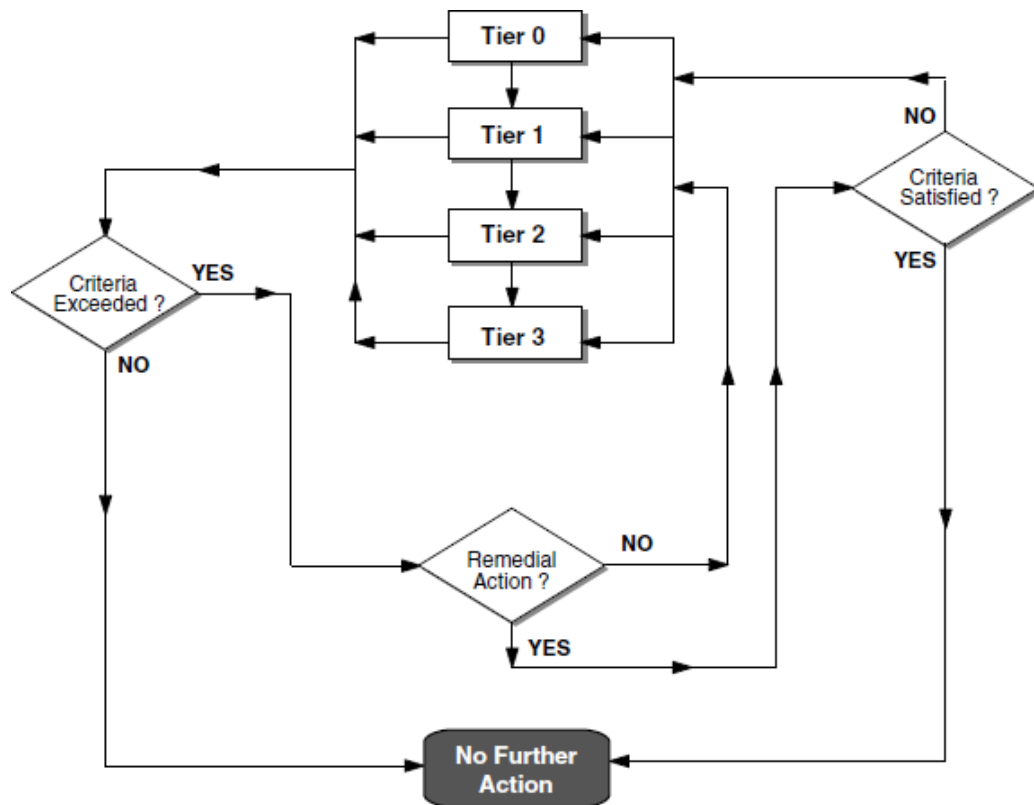 Tier 0
Tier 1
Tier 2
Tier 3
NO
Criteria
Satisfied ?
YES
Criteria
Exceeded ?
YES
NO
Remedial
Action ?
NO
YES
No Further
Action